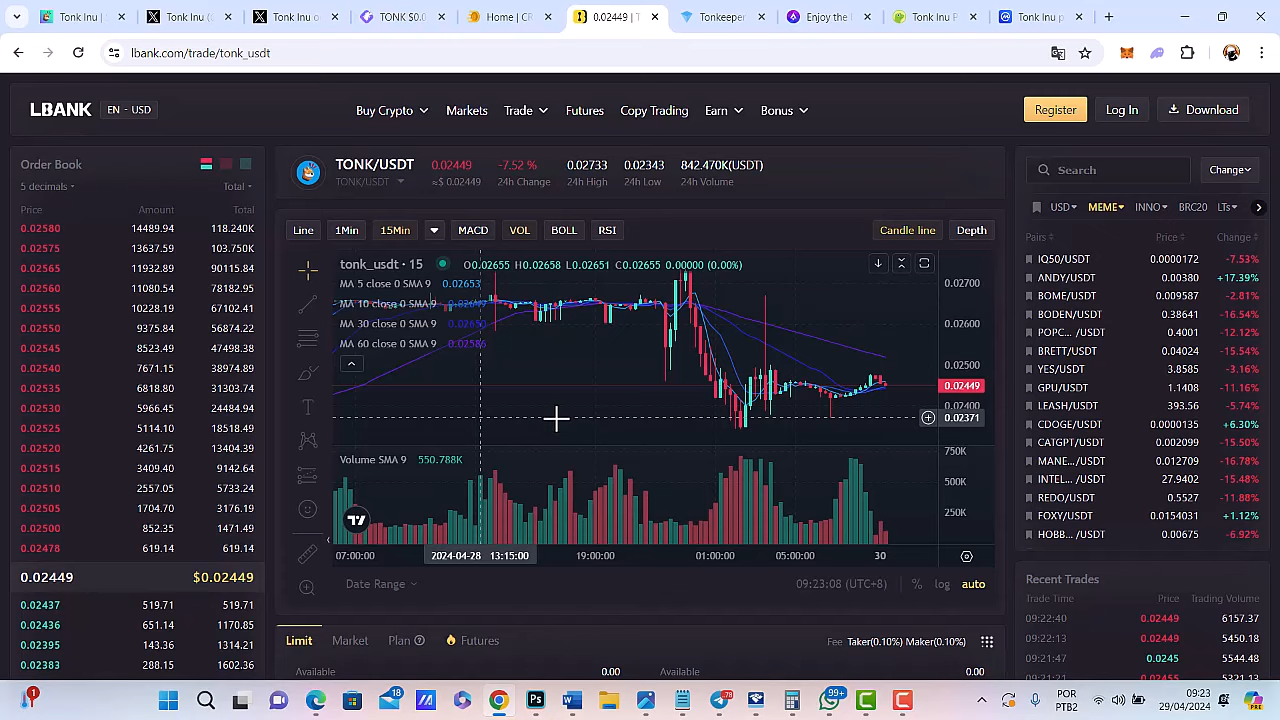 Tonk Inu (
Tonk Inu (
Tonk Inu o
TONK $0.0
Home | CR
0.02449 | T
Tonkeeper
Enjoy the
Tonk Inu P
Tonk Inu p
lbank.com/trade/tonk_usdt
LBANK EN - USD
Buy Crypto Markets Trade Futures Copy Trading Earn Bonus
Register Log In Download
Order Book
5 decimals Total
Price Amount Total
0.02580 14489.94 118.240K
0.02575 13637.59 103.750K
0.02565 11932.89 90115.84
0.02560 11080.54 78182.95
0.02555 10228.19 67102.41
0.02550 9375.84 56874.22
0.02545 8523.49 47498.38
0.02540 7671.15 38974.89
0.02535 6818.80 31303.74
0.02530 5966.45 24484.94
0.02525 5114.10 18518.49
0.02520 4261.75 13404.39
0.02515 3409.40 9142.64
0.02510 2557.05 5733.24
0.02505 1704.70 3176.19
0.02500 852.35 1471.49
0.02478 619.14 619.14
0.02449 $0.02449
0.02437 519.71 519.71
0.02436 651.14 1170.85
0.02395 143.36 1314.21
0.02383 288.15 1602.36
TONK/USDT 0.02449 -7.52 % 0.02733 0.02343 842.470K(USDT)
TONK/USDT ≈$ 0.02449 24h Change 24h High 24h Low 24h Volume
Line 1Min 15Min MACD VOL BOLL RSI Candle line Depth
tonk_usdt · 15 O0.02655 H0.02658 L0.02651 C0.02655 0.00000 (0.00%)
MA 5 close 0 SMA 9 0.02653
MA 10 close 0 SMA 9
MA 30 close 0 SMA 9 0.02650
MA 60 close 0 SMA 9 0.02586
0.02700
0.02600
0.02500
0.02449
0.02400
0.02371
Volume SMA 9 550.788K
750K
500K
250K
07:00:00 2024-04-28 13:15:00 19:00:00 01:00:00 05:00:00 30
Date Range 09:23:08 (UTC+8) % log auto
Limit Market Plan Futures Fee Taker(0.10%) Maker(0.10%)
Available 0.00 Available 0.00
Search Change
USD MEME INNO BRC20 LTs
Pairs Price Change
IQ50/USDT 0.0000172 -7.53%
ANDY/USDT 0.00380 +17.39%
BOME/USDT 0.009587 -2.81%
BODEN/USDT 0.38641 -16.54%
POPC... /USDT 0.4001 -12.12%
BRETT/USDT 0.04024 -15.54%
YES/USDT 3.8585 -3.16%
GPU/USDT 1.1408 -11.16%
LEASH/USDT 393.56 -5.74%
CDOGE/USDT 0.0000135 +6.30%
CATGPT/USDT 0.002099 -15.50%
MANE.../USDT 0.012709 -16.78%
INTEL.../USDT 27.9402 -15.48%
REDO/USDT 0.5527 -11.88%
FOXY/USDT 0.0154031 +1.12%
HOBB.../USDT 0.00675 -6.92%
Recent Trades
Trade Time Price Trading Volume
09:22:40 0.02449 6157.37
09:22:13 0.02449 5450.18
09:21:47 0.0245 5544.48
1
18
78
99+
POR
PTB2
09:23
29/04/2024
PRE